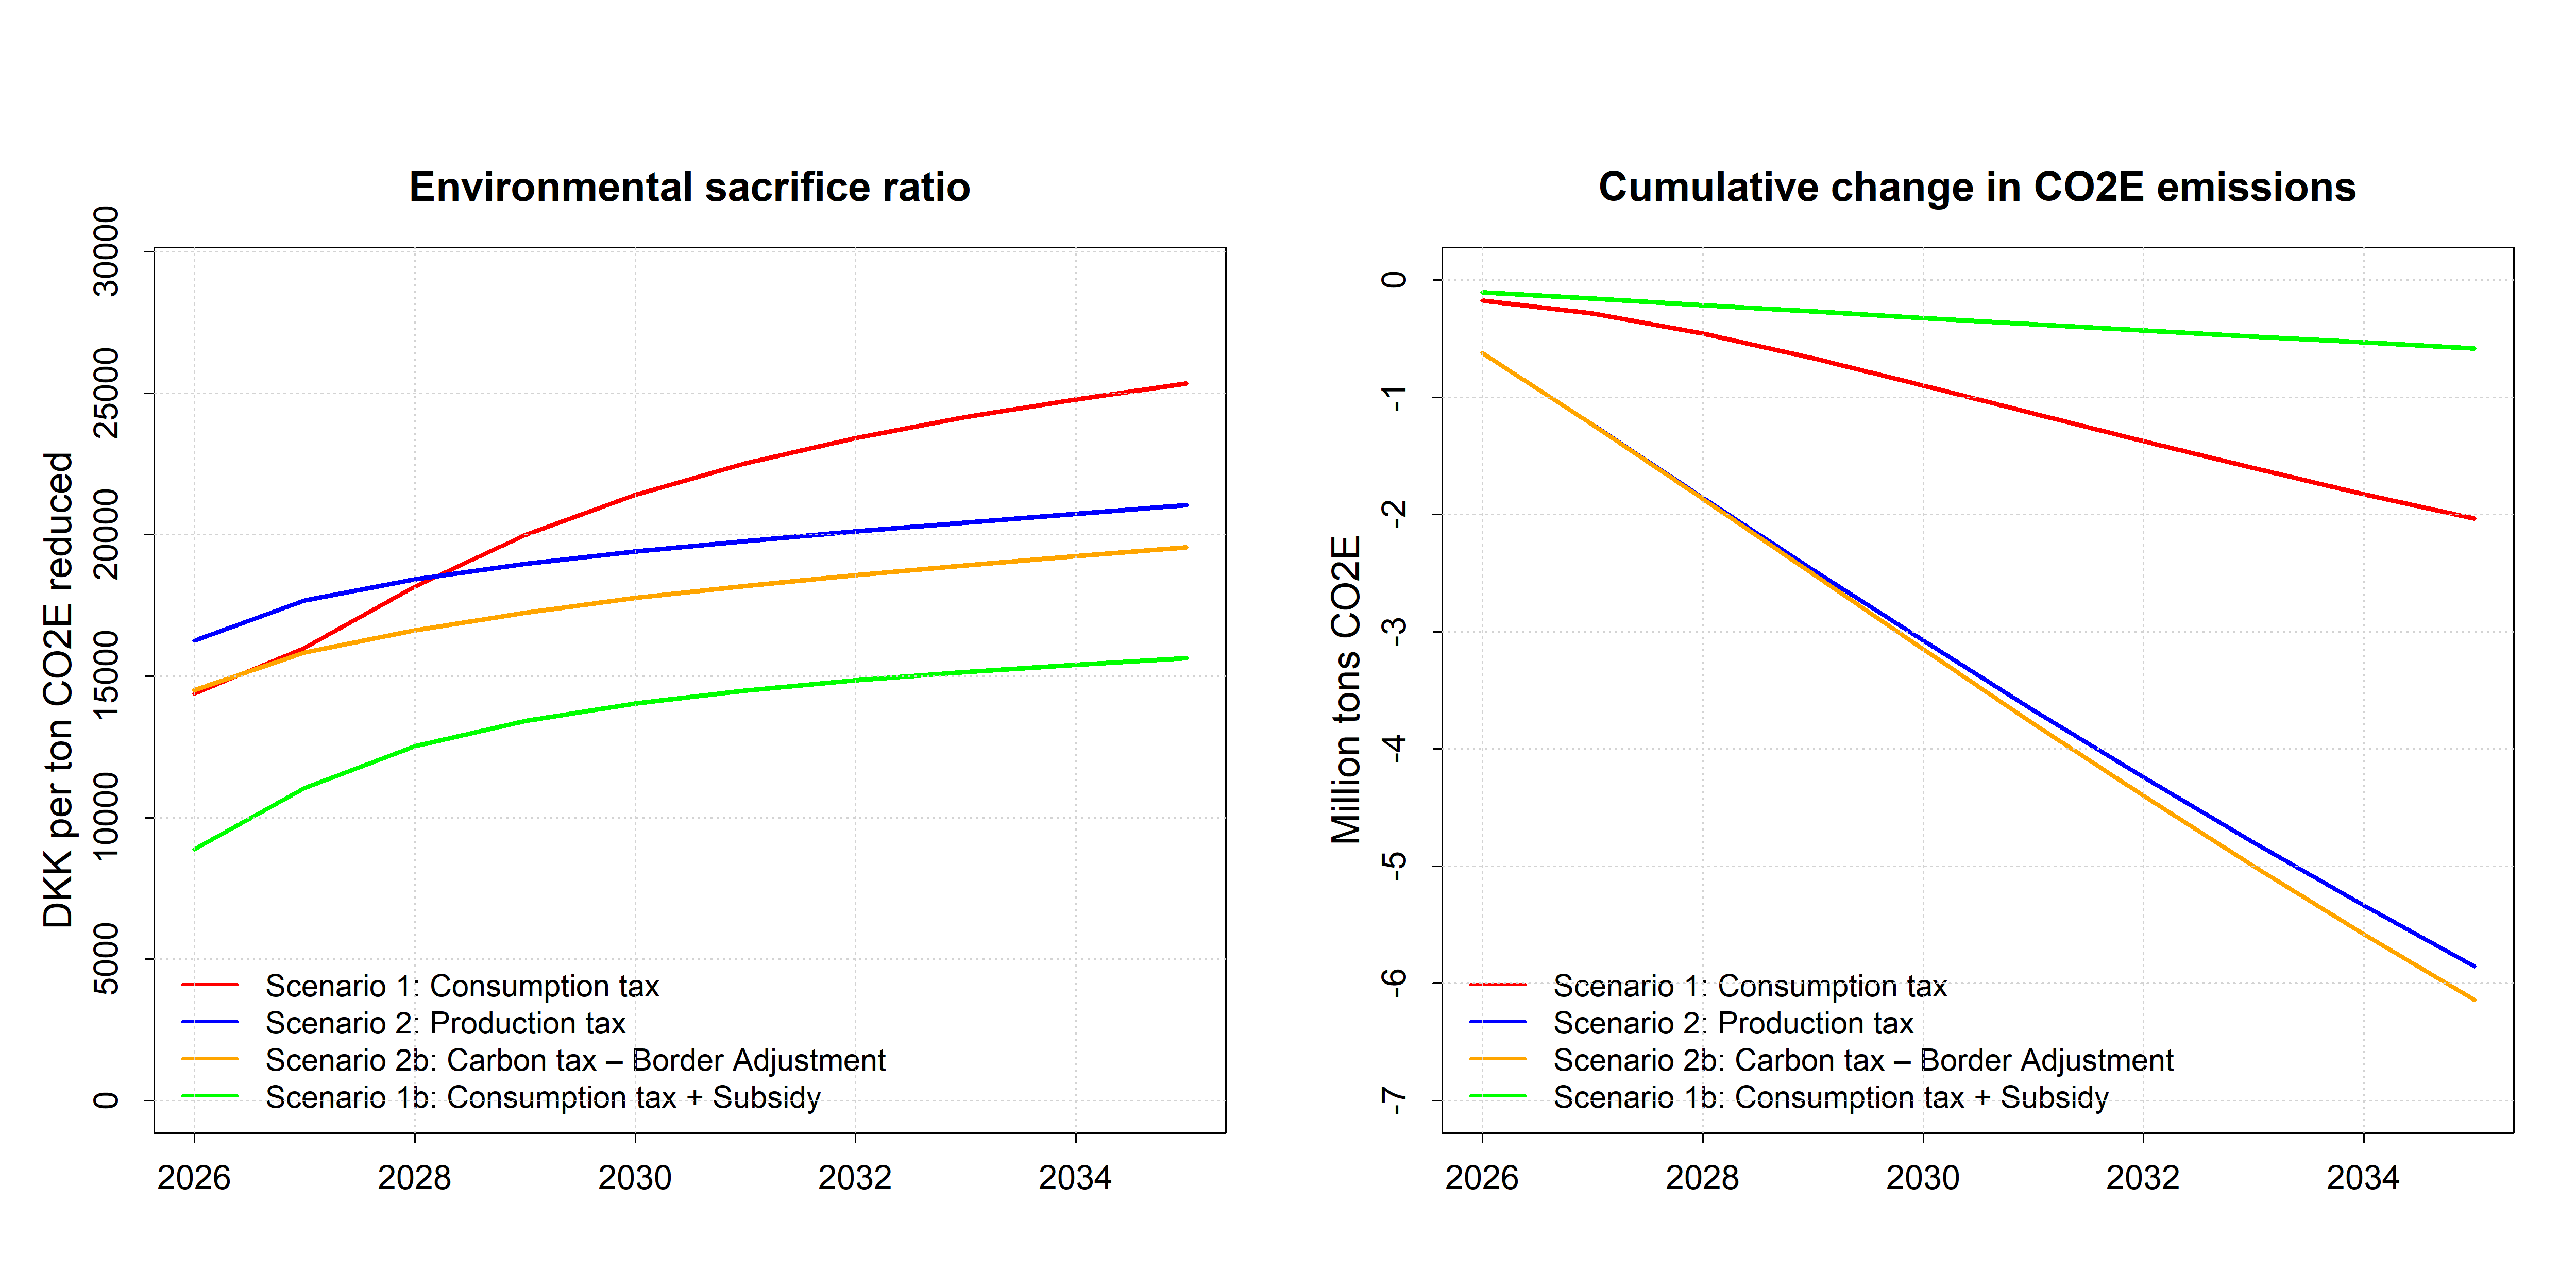 Environmental sacrifice ratio
DKK per ton CO2E reduced
30000
25000
20000
15000
10000
5000
0
Scenario 1: Consumption tax
Scenario 2: Production tax
Scenario 2b: Carbon tax – Border Adjustment
Scenario 1b: Consumption tax + Subsidy
2026 2028 2030 2032 2034
Cumulative change in CO2E emissions
Million tons CO2E
0
-1
-2
-3
-4
-5
-6
-7
Scenario 1: Consumption tax
Scenario 2: Production tax
Scenario 2b: Carbon tax – Border Adjustment
Scenario 1b: Consumption tax + Subsidy
2026 2028 2030 2032 2034